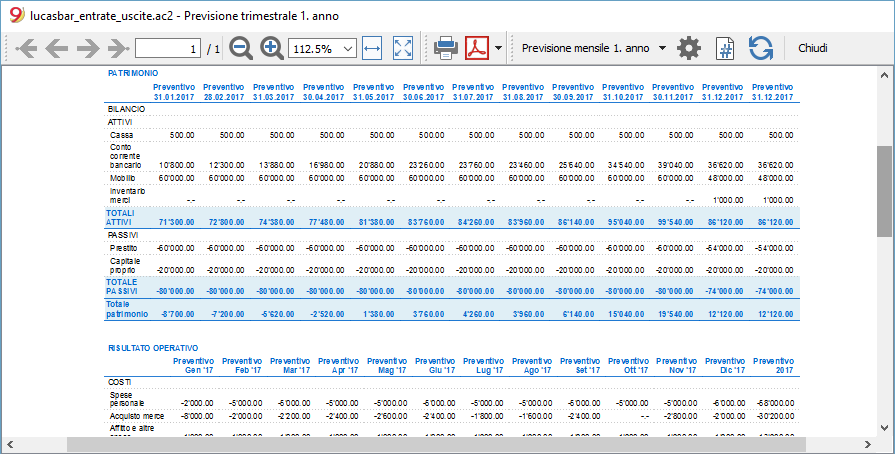 lucasbar_entrate_uscite.ac2 - Previsione trimestrale 1. anno
1 / 1 112.5% Previsione mensile 1. anno Chiudi
PATRIMONIO
Preventivo Preventivo Preventivo Preventivo Preventivo Preventivo Preventivo Preventivo Preventivo Preventivo Preventivo Preventivo Preventivo
31.01.2017 28.02.2017 31.03.2017 30.04.2017 31.05.2017 30.06.2017 31.07.2017 31.08.2017 30.09.2017 31.10.2017 30.11.2017 31.12.2017 31.12.2017
BILANCIO
ATTIVI
Cassa 500.00 500.00 500.00 500.00 500.00 500.00 500.00 500.00 500.00 500.00 500.00 500.00 500.00
Conto
corrente
bancario 10'800.00 12'300.00 13'880.00 16'980.00 20'880.00 23'260.00 23'760.00 23'460.00 25'640.00 34'540.00 39'040.00 36'620.00 36'620.00
Mobilio 60'000.00 60'000.00 60'000.00 60'000.00 60'000.00 60'000.00 60'000.00 60'000.00 60'000.00 60'000.00 60'000.00 48'000.00 48'000.00
Inventario
merci -.- -.- -.- -.- -.- -.- -.- -.- -.- -.- -.- 1'000.00 1'000.00
TOTALI
ATTIVI 71'300.00 72'800.00 74'380.00 77'480.00 81'380.00 83'760.00 84'260.00 83'960.00 86'140.00 95'040.00 99'540.00 86'120.00 86'120.00
PASSIVI
Prestito -60'000.00 -60'000.00 -60'000.00 -60'000.00 -60'000.00 -60'000.00 -60'000.00 -60'000.00 -60'000.00 -60'000.00 -60'000.00 -54'000.00 -54'000.00
Capitale
proprio -20'000.00 -20'000.00 -20'000.00 -20'000.00 -20'000.00 -20'000.00 -20'000.00 -20'000.00 -20'000.00 -20'000.00 -20'000.00 -20'000.00 -20'000.00
TOTALE
PASSIVI -80'000.00 -80'000.00 -80'000.00 -80'000.00 -80'000.00 -80'000.00 -80'000.00 -80'000.00 -80'000.00 -80'000.00 -80'000.00 -74'000.00 -74'000.00
Totale
patrimonio -8'700.00 -7'200.00 -5'620.00 -2'520.00 1'380.00 3'760.00 4'260.00 3'960.00 6'140.00 15'040.00 19'540.00 12'120.00 12'120.00
RISULTATO OPERATIVO
Preventivo Preventivo Preventivo Preventivo Preventivo Preventivo Preventivo Preventivo Preventivo Preventivo Preventivo Preventivo Preventivo
Gen '17 Feb '17 Mar '17 Apr '17 Mag '17 Giu '17 Lug '17 Ago '17 Set '17 Ott '17 Nov '17 Dic '17 2017
COSTI
Spese
personale -2'000.00 -5'000.00 -5'000.00 -5'000.00 -5'000.00 -6'000.00 -5'000.00 -5'000.00 -6'000.00 -5'000.00 -5'000.00 -6'000.00
Acquisto merce -8'000.00 -2'000.00 -2'200.00 -2'400.00 -2'600.00 -2'400.00 -1'800.00 -1'600.00 -2'400.00 -.- -2'800.00 -2'000.00 -30'200.00
Affitto e altre